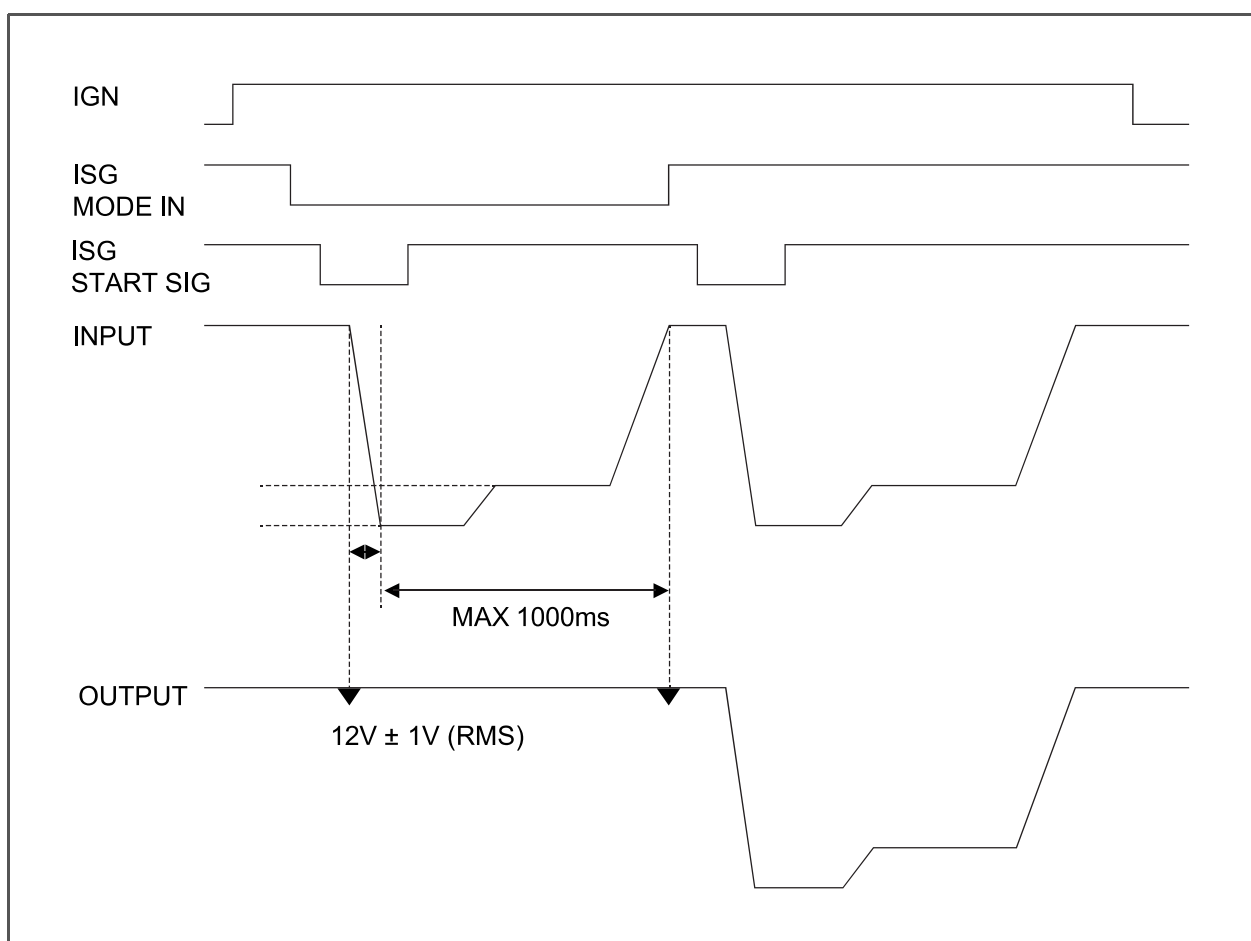 IGN
ISG
MODE IN
ISG
START SIG
INPUT
MAX 1000ms
OUTPUT
12V ± 1V (RMS)